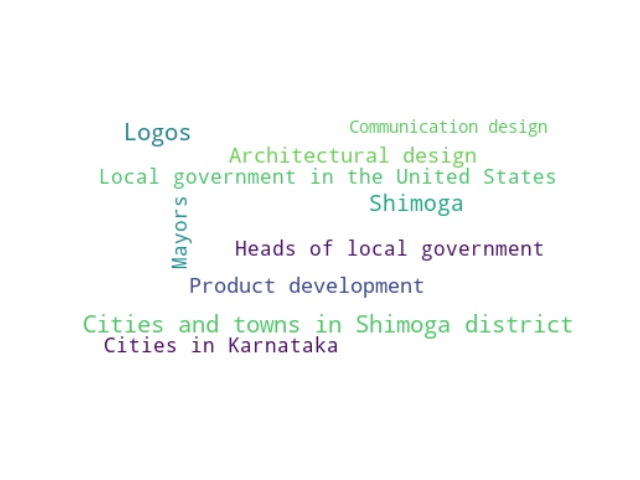 Communication design
Logos
Architectural design
Local government in the United States
Shimoga
Mayors
Heads of local government
Product development
Cities and towns in Shimoga district
Cities in Karnataka